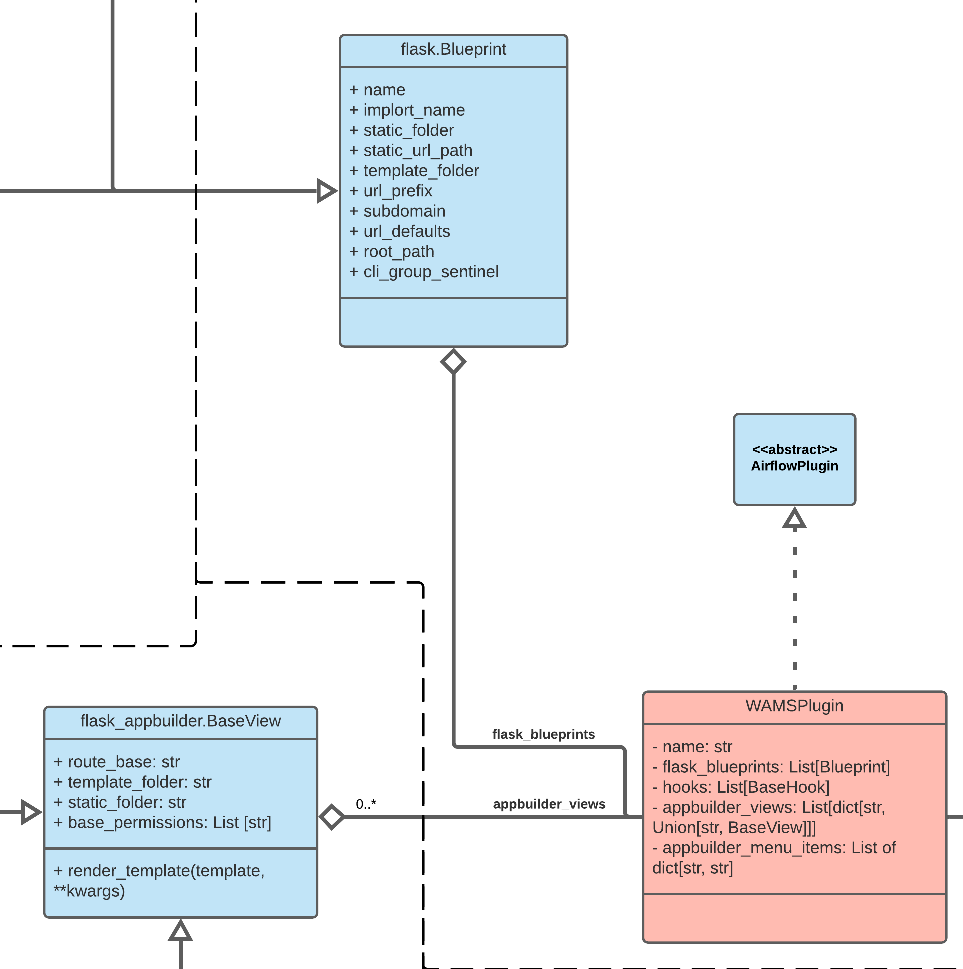 flask.Blueprint
+ name
+ implort_name
+ static_folder
+ static_url_path
+ template_folder
+ url_prefix
+ subdomain
+ url_defaults
+ root_path
+ cli_group_sentinel
<<abstract>>
AirflowPlugin
flask_appbuilder.BaseView
+ route_base: str
+ template_folder: str
+ static_folder: str
+ base_permissions: List [str]
+ render_template(template,
**kwargs)
0..*
flask_blueprints
appbuilder_views
WAMSPlugin
- name: str
- flask_blueprints: List[Blueprint]
- hooks: List[BaseHook]
- appbuilder_views: List[dict[str,
Union[str, BaseView]]]
- appbuilder_menu_items: List of
dict[str, str]